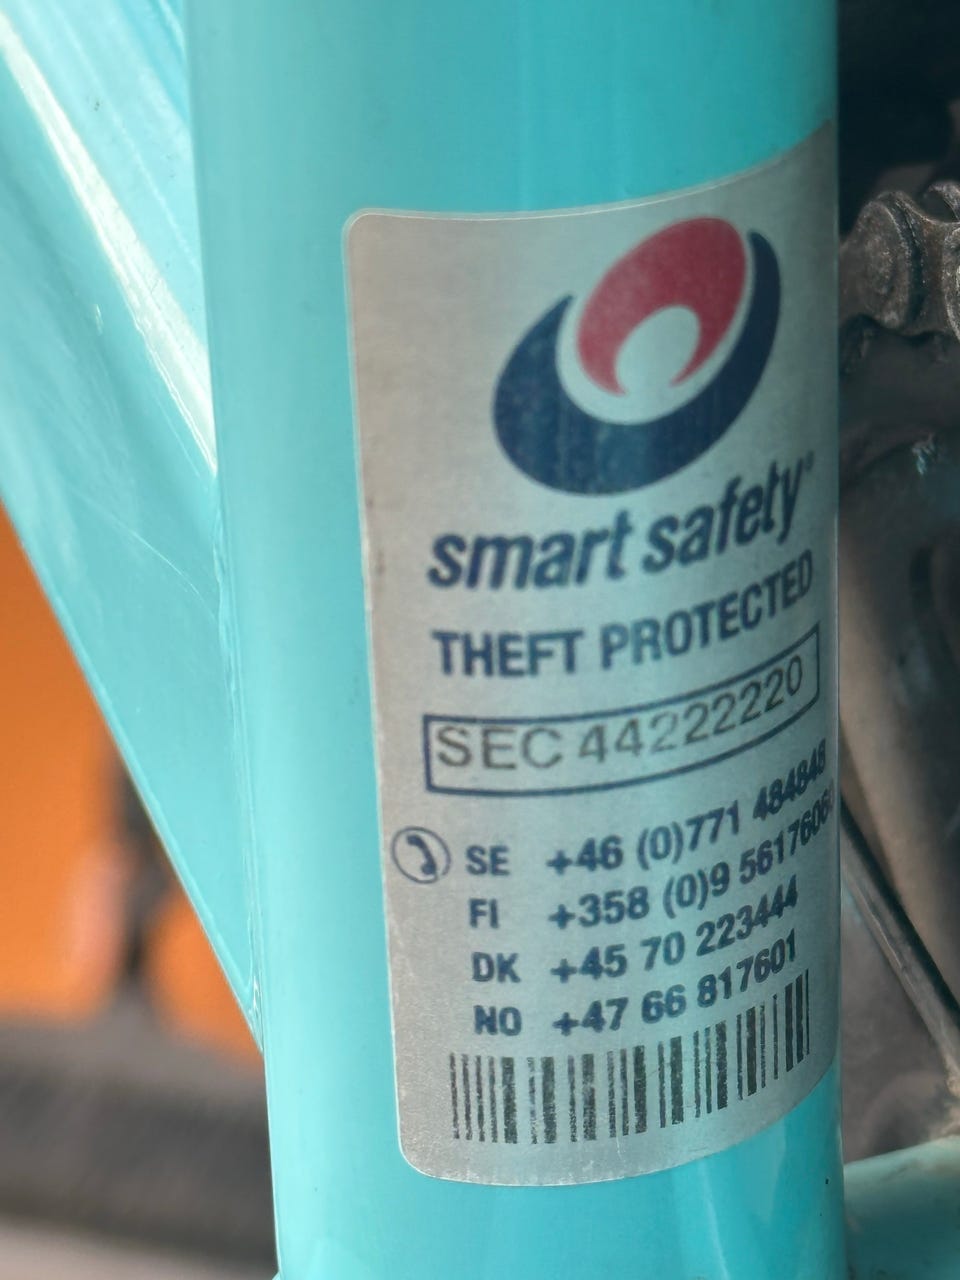 smart safety®
THEFT PROTECTED
SEC 44222220
SE +46 (0)771 484848
FI +358 (0)9 56176060
DK +45 70 223444
NO +47 66 817601